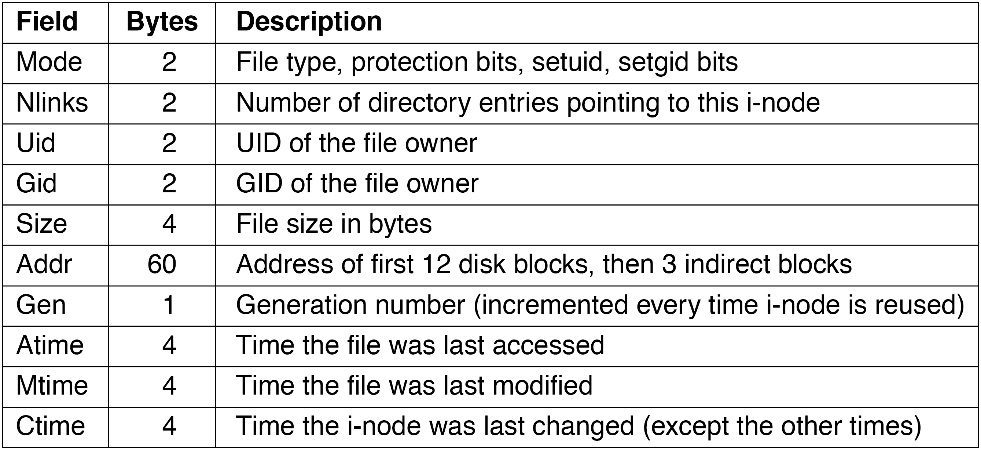 Field Bytes Description
Mode 2 File type, protection bits, setuid, setgid bits
Nlinks 2 Number of directory entries pointing to this i-node
Uid 2 UID of the file owner
Gid 2 GID of the file owner
Size 4 File size in bytes
Addr 60 Address of first 12 disk blocks, then 3 indirect blocks
Gen 1 Generation number (incremented every time i-node is reused)
Atime 4 Time the file was last accessed
Mtime 4 Time the file was last modified
Ctime 4 Time the i-node was last changed (except the other times)